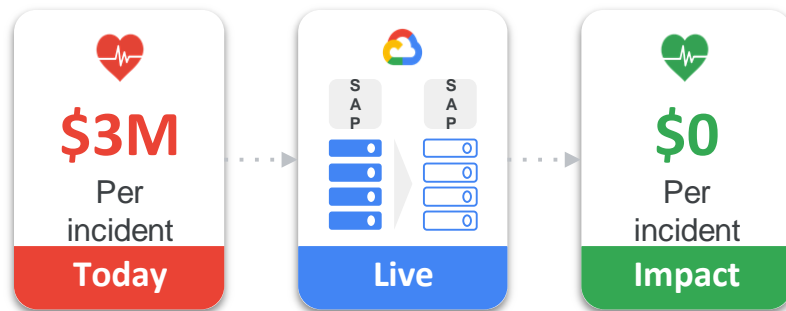 $3M
Per
incident
Today
S
A
P
S
A
P
Live
$0
Per
incident
Impact